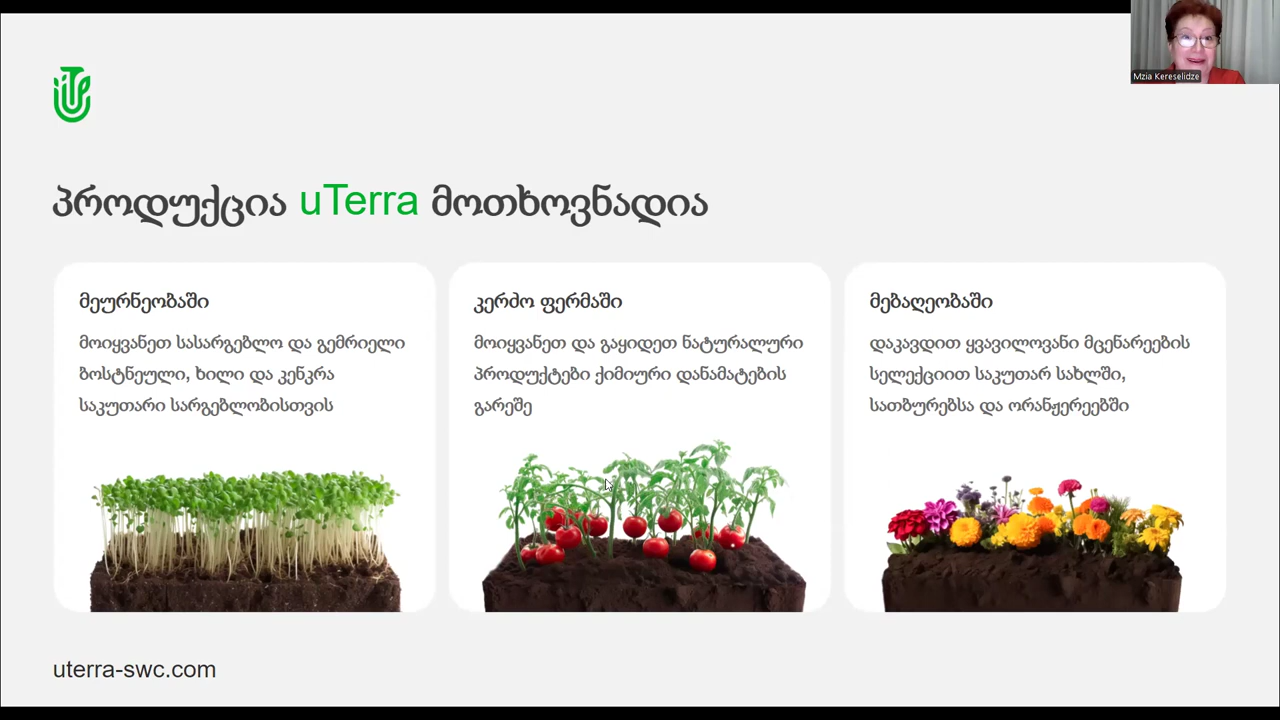 Mzia Kereselidze
პროდუქცია uTerra მოთხოვნადია
მეურნეობაში
მოიყვანეთ სასარგებლო და გემრიელი
ბოსტნეული, ხილი და კენკრა
საკუთარი სარგებლობისთვის
კერძო ფერმაში
მოიყვანეთ და გაყიდეთ ნატურალური
პროდუქტები ქიმიური დანამატების
გარეშე
მებაღეობაში
დაკავდით ყვავილოვანი მცენარეების
სელექციით საკუთარ სახლში,
სათბურებსა და ორანჟერეებში
uterra-swc.com